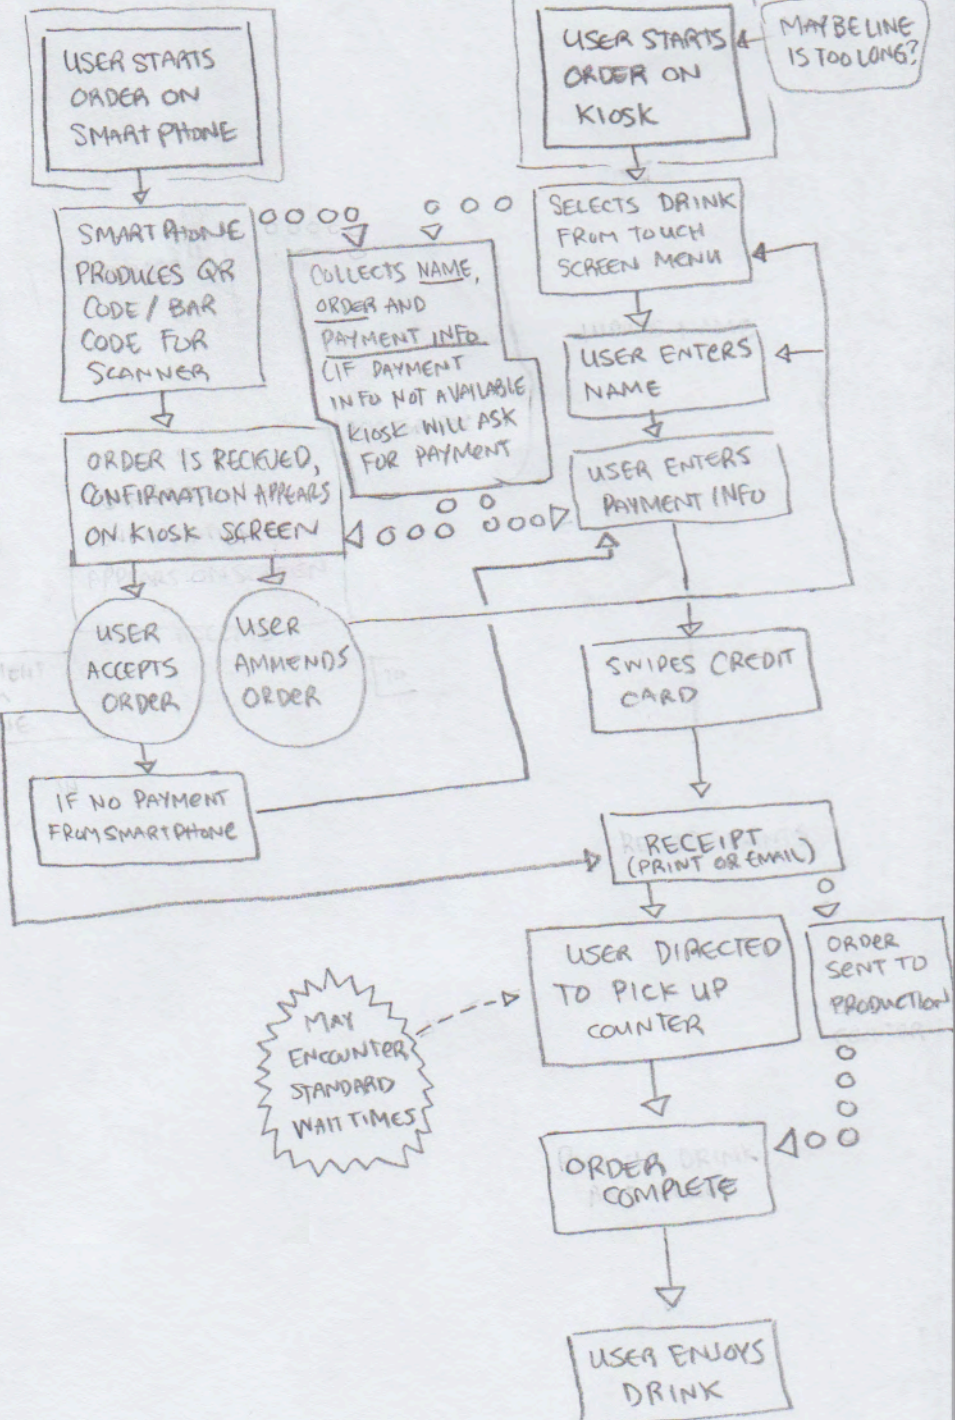 USER STARTS
ORDER ON
SMARTPHONE
USER STARTS
ORDER ON
KIOSK
MAYBE LINE
IS TOO LONG?
SMARTPHONE
PRODUCES QR
CODE / BAR
CODE FOR
SCANNER
COLLECTS NAME,
ORDER AND
PAYMENT INFO
(IF PAYMENT
INFO NOT AVAILABLE
KIOSK WILL ASK
FOR PAYMENT
SELECTS DRINK
FROM TOUCH
SCREEN MENU
USER ENTERS
NAME
ORDER IS RECIEVED,
CONFIRMATION APPEARS
ON KIOSK SCREEN
USER ENTERS
PAYMENT INFO
USER
ACCEPTS
ORDER
USER
AMMENDS
ORDER
SWIPES CREDIT
CARD
IF NO PAYMENT
FROM SMARTPHONE
RECEIPT
(PRINT OR EMAIL)
USER DIRECTED
TO PICK UP
COUNTER
ORDER
SENT TO
PRODUCTION
MAY
ENCOUNTER
STANDARD
WAIT TIMES
ORDER
COMPLETE
USER ENJOYS
DRINK